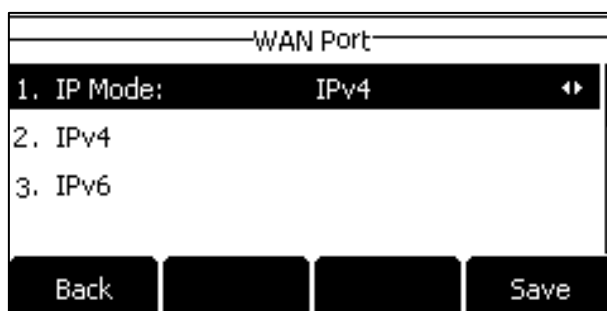 WAN Port
1. IP Mode: IPv4
2. IPv4
3. IPv6
Back Save